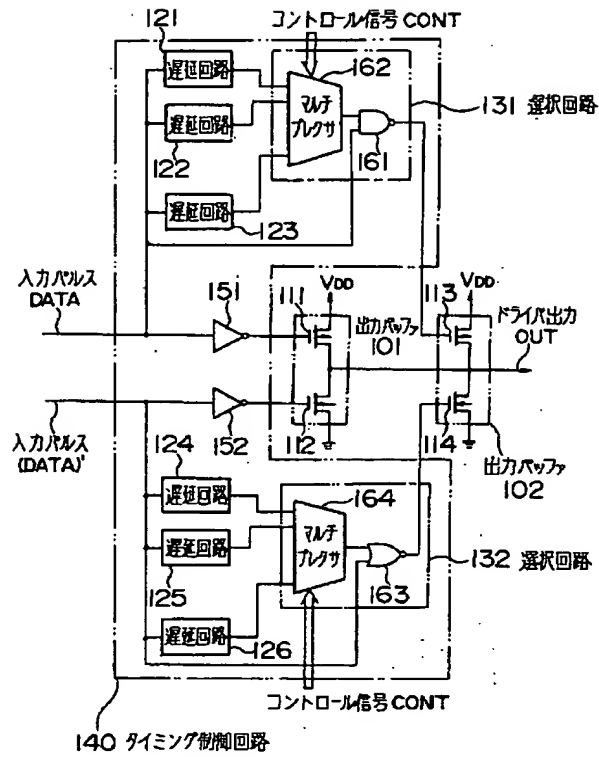 コントロール信号 CONT
121
遅延回路
162
マルチ
プレクサ
131 選択回路
遅延回路
122
161
遅延回路
123
入力パルス
DATA
151
VDD
111
出力バッファ
101
VDD
113
ドライバ出力
OUT
入力パルス
(DATA)'
152
112
114
出力バッファ
102
124
遅延回路
164
マルチ
プレクサ
132 選択回路
遅延回路
125
163
遅延回路
126
コントロール信号 CONT
140 タイミング制御回路